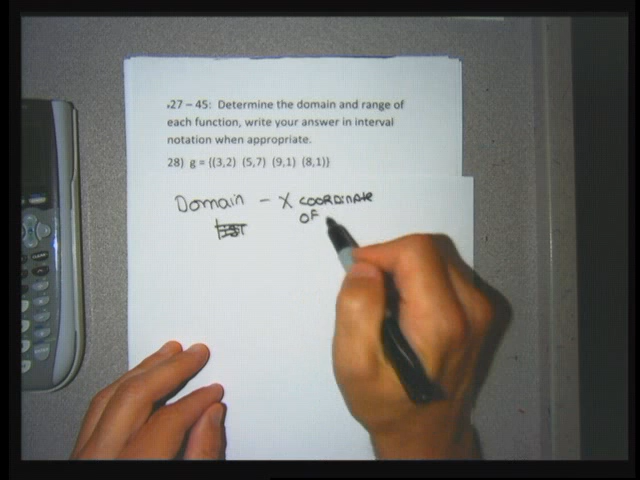 .27 – 45: Determine the domain and range of
each function, write your answer in interval
notation when appropriate.
28) g = {(3,2) (5,7) (9,1) (8,1)}
Domain – X COORDINATE
OF